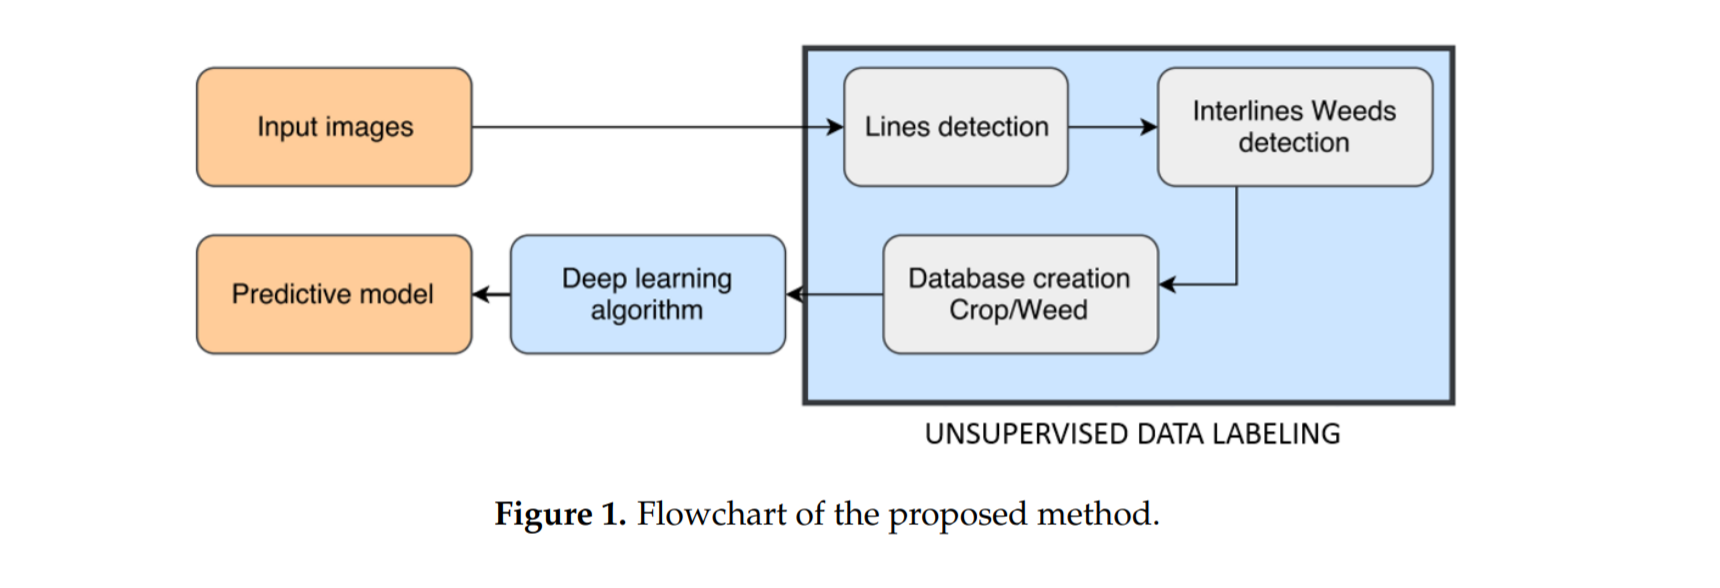 Input images
Lines detection
Interlines Weeds
detection
Predictive model
Deep learning
algorithm
Database creation
Crop/Weed
UNSUPERVISED DATA LABELING
Figure 1. Flowchart of the proposed method.